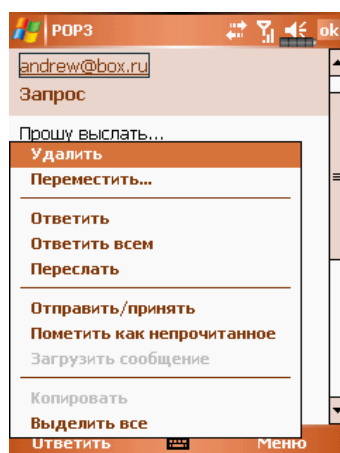 POP3
ok
andrew@box.ru
Запрос
Прошу выслать...
Удалить
Переместить...
Ответить
Ответить всем
Переслать
Отправить/принять
Пометить как непрочитанное
Загрузить сообщение
Копировать
Выделить все
Ответить
Меню